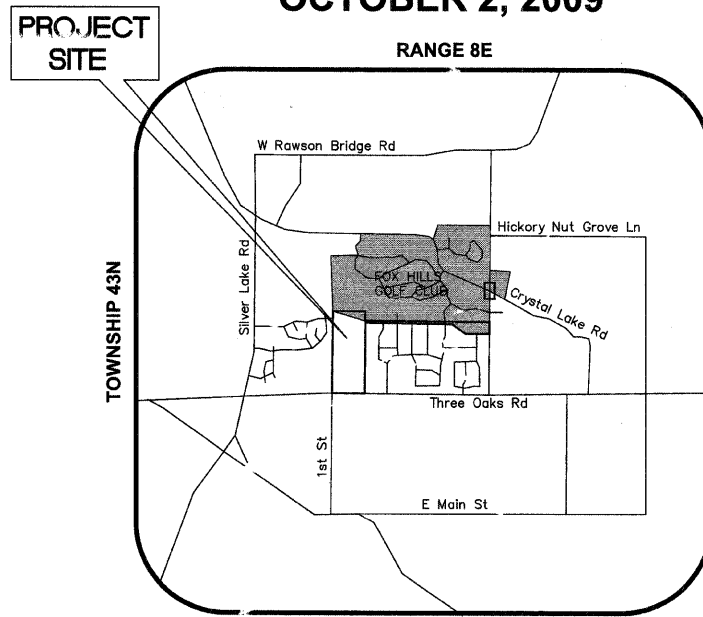 OCTOBER 2, 2009
PROJECT
SITE
RANGE 8E
W Rawson Bridge Rd
Hickory Nut Grove Ln
Silver Lake Rd
FOX HILLS
GOLF CLUB
Crystal Lake Rd
TOWNSHIP 43N
Three Oaks Rd
1st St
E Main St